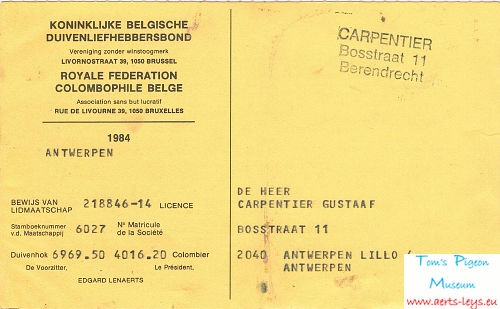 KONINKLIJKE BELGISCHE
DUIVENLIEFHEBBERSBOND
Vereniging zonder winstoogmerk
LIVORNOSTRAAT 39, 1050 BRUSSEL
ROYALE FEDERATION
COLOMBOPHILE BELGE
Association sans but lucratif
RUE DE LIVOURNE 39, 1050 BRUXELLES
1984
ANTWERPEN
BEWIJS VAN LIDMAATSCHAP 218846-14 LICENCE
Stamboeknummer v.d. Maatschappij 6027 Nº Matricule de la Société
Duivenhok 6969.50 4016.20 Colombier
De Voorzitter, Le Président,
EDGARD LENAERTS
CARPENTIER
Bosstraat 11
Berendrecht
DE HEER
CARPENTIER GUSTAAF
BOSSTRAAT 11
2040 ANTWERPEN LILLO /
ANTWERPEN
Tom's Pigeon
Museum
www.aerts-leys.eu